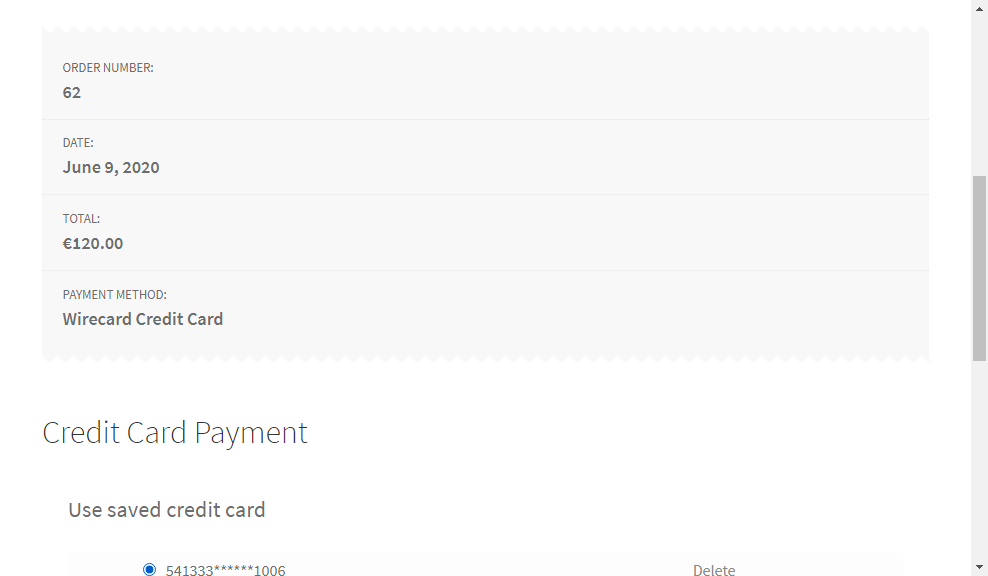 ORDER NUMBER:
62
DATE:
June 9, 2020
TOTAL:
€120.00
PAYMENT METHOD:
Wirecard Credit Card
Credit Card Payment
Use saved credit card
541333******1006 Delete